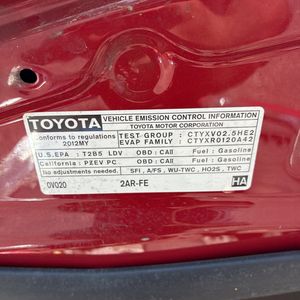 TOYOTA VEHICLE EMISSION CONTROL INFORMATION
TOYOTA MOTOR CORPORATION
Conforms to regulations TEST GROUP : CTYXV02.5HE2
2012MY EVAP FAMILY : CTYXR0120A42
U.S.EPA : T2B5 LDV OBD : CAll Fuel : Gasoline
California : PZEV PC OBD : CAll Fuel : Gasoline
No adjustments needed. SFI , A/FS , WU-TWC , HO2S , TWC
0V020 2AR-FE HA